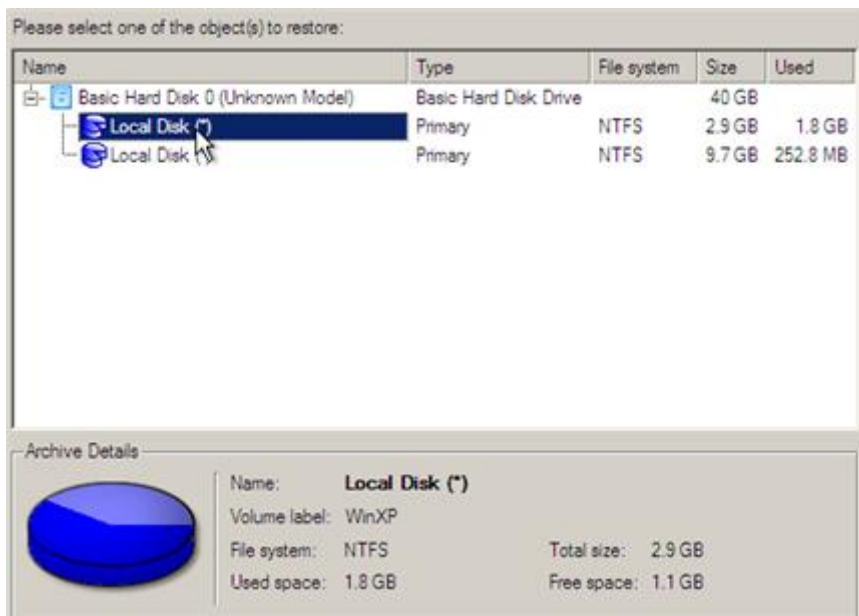 Please select one of the object(s) to restore:
Name Type File system Size Used
Basic Hard Disk 0 (Unknown Model) Basic Hard Disk Drive 40 GB
Local Disk (*) Primary NTFS 2.9 GB 1.8 GB
Local Disk Primary NTFS 9.7 GB 252.8 MB
Archive Details
Name: Local Disk (*)
Volume label: WinXP
File system: NTFS Total size: 2.9 GB
Used space: 1.8 GB Free space: 1.1 GB